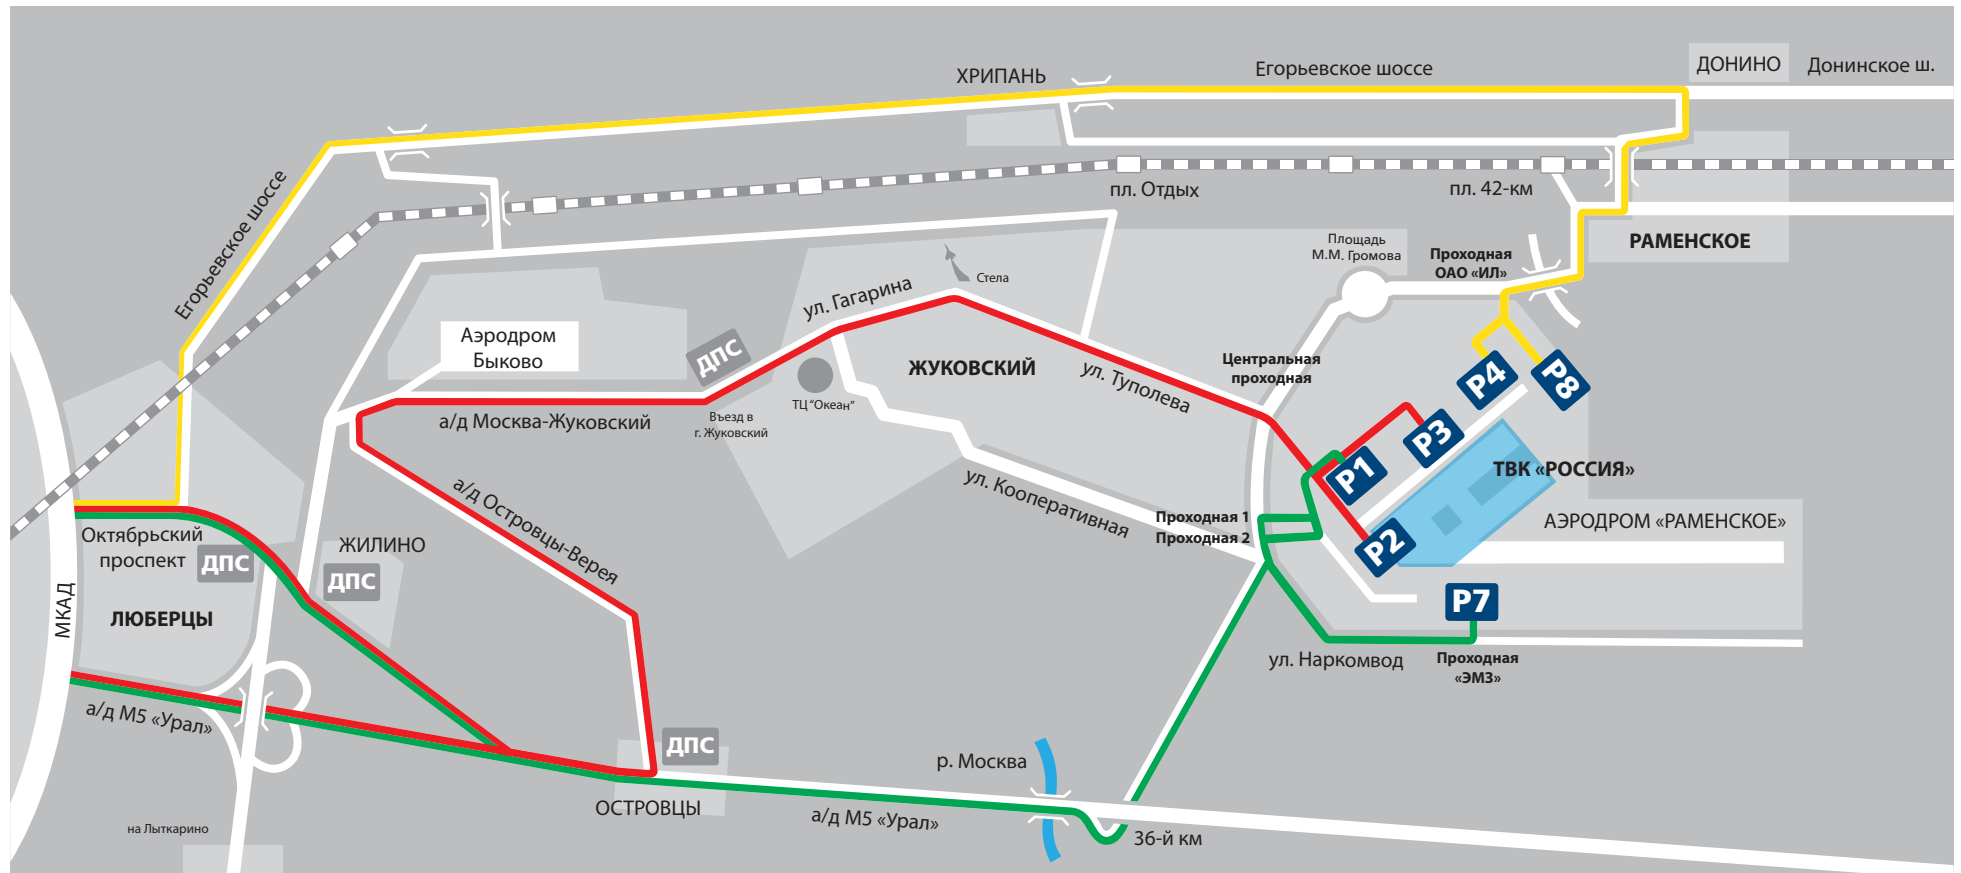 ХРИПАНЬ
Егорьевское шоссе
ДОНИНО
Донинское ш.
Егорьевское шоссе
пл. Отдых
пл. 42-км
РАМЕНСКОЕ
Площадь
М.М. Громова
Проходная
ОАО «ИЛ»
Стела
ул. Гагарина
Аэродром
Быково
ДПС
ЖУКОВСКИЙ
ул. Туполева
Центральная
проходная
ТЦ "Океан"
Въезд в
г. Жуковский
а/д Москва-Жуковский
P4
P8
P3
P1
ТВК «РОССИЯ»
а/д Островцы-Верея
ул. Кооперативная
Проходная 1
Проходная 2
АЭРОДРОМ «РАМЕНСКОЕ»
P2
Октябрьский
проспект
ДПС
ЖИЛИНО
ДПС
МКАД
ЛЮБЕРЦЫ
P7
ул. Наркомвод
Проходная
«ЭМЗ»
а/д М5 «Урал»
ДПС
р. Москва
ОСТРОВЦЫ
а/д М5 «Урал»
36-й км
на Лыткарино